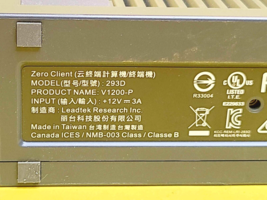 Zero Client (云終端計算機/終端機)
MODEL(型号/型號): 293D
PRODUCT NAME: V1200-P
INPUT (输入/輸入): +12V ⎓ 3A
制造商: Leadtek Research Inc.
丽台科技股份有限公司
Made in Taiwan 台湾制造 台灣製造
Canada ICES / NMB-003 Class / Classe B
R33004
UL
LISTED
I.T.E.